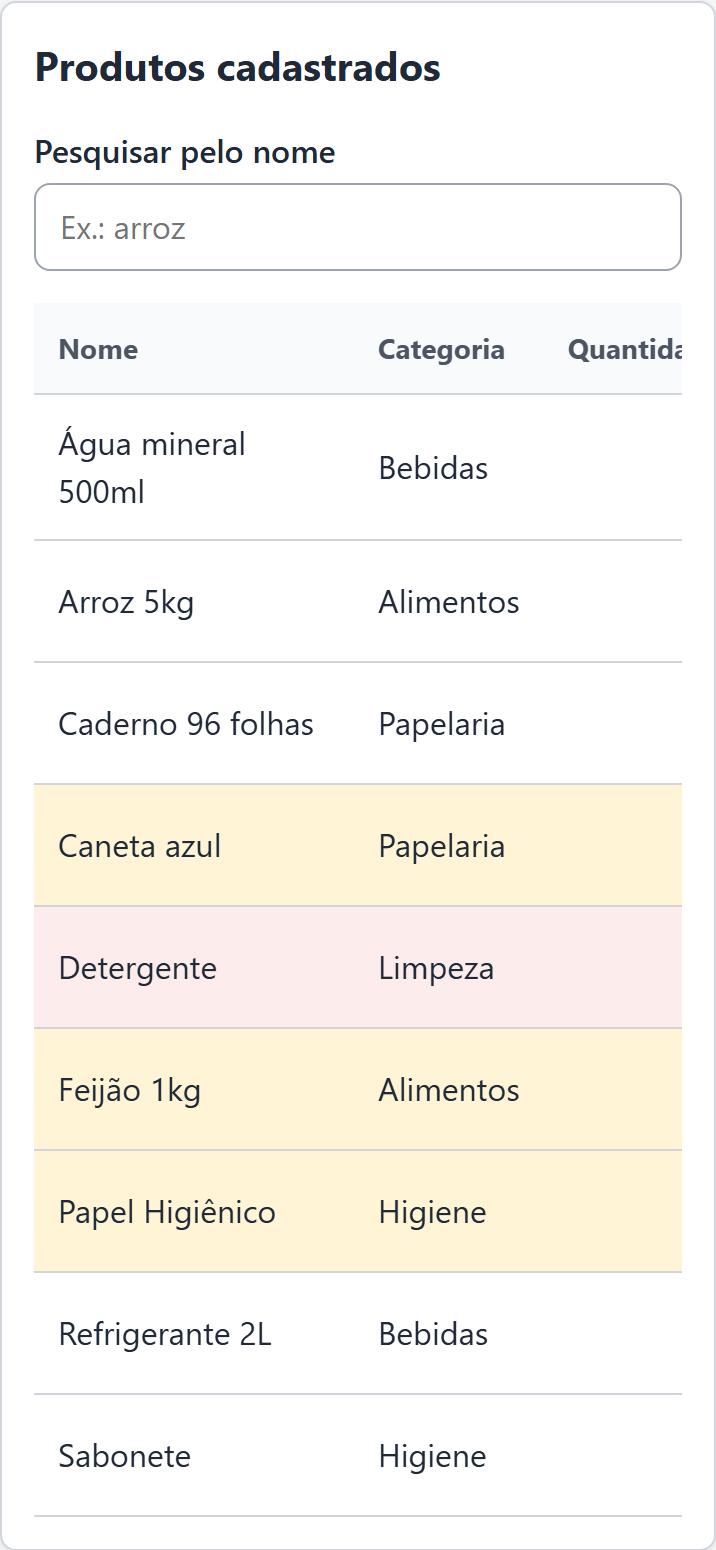 Produtos cadastrados
Pesquisar pelo nome
Ex.: arroz
Nome Categoria Quantida
Água mineral 500ml Bebidas
Arroz 5kg Alimentos
Caderno 96 folhas Papelaria
Caneta azul Papelaria
Detergente Limpeza
Feijão 1kg Alimentos
Papel Higiênico Higiene
Refrigerante 2L Bebidas
Sabonete Higiene